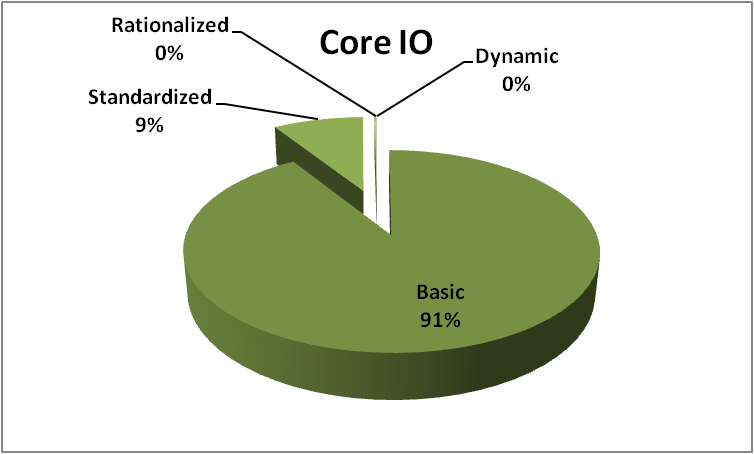 Core IO
Rationalized
0%
Dynamic
0%
Standardized
9%
Basic
91%